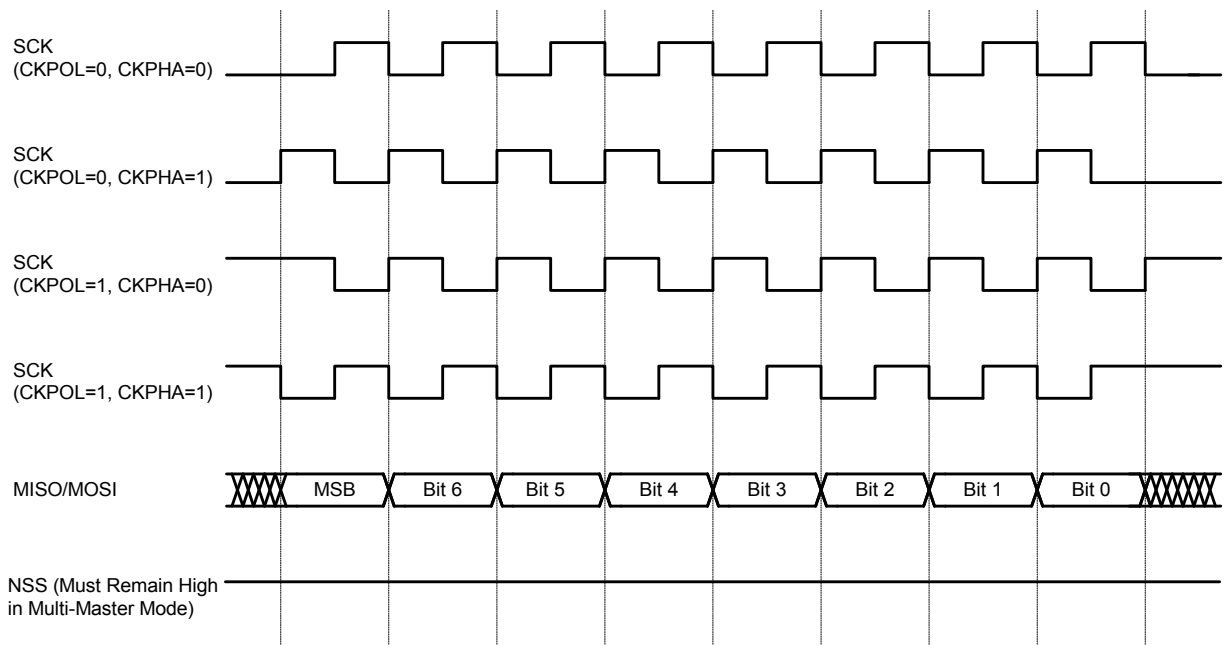 SCK
(CKPOL=0, CKPHA=0)
SCK
(CKPOL=0, CKPHA=1)
SCK
(CKPOL=1, CKPHA=0)
SCK
(CKPOL=1, CKPHA=1)
MISO/MOSI
MSB
Bit 6
Bit 5
Bit 4
Bit 3
Bit 2
Bit 1
Bit 0
NSS (Must Remain High
in Multi-Master Mode)